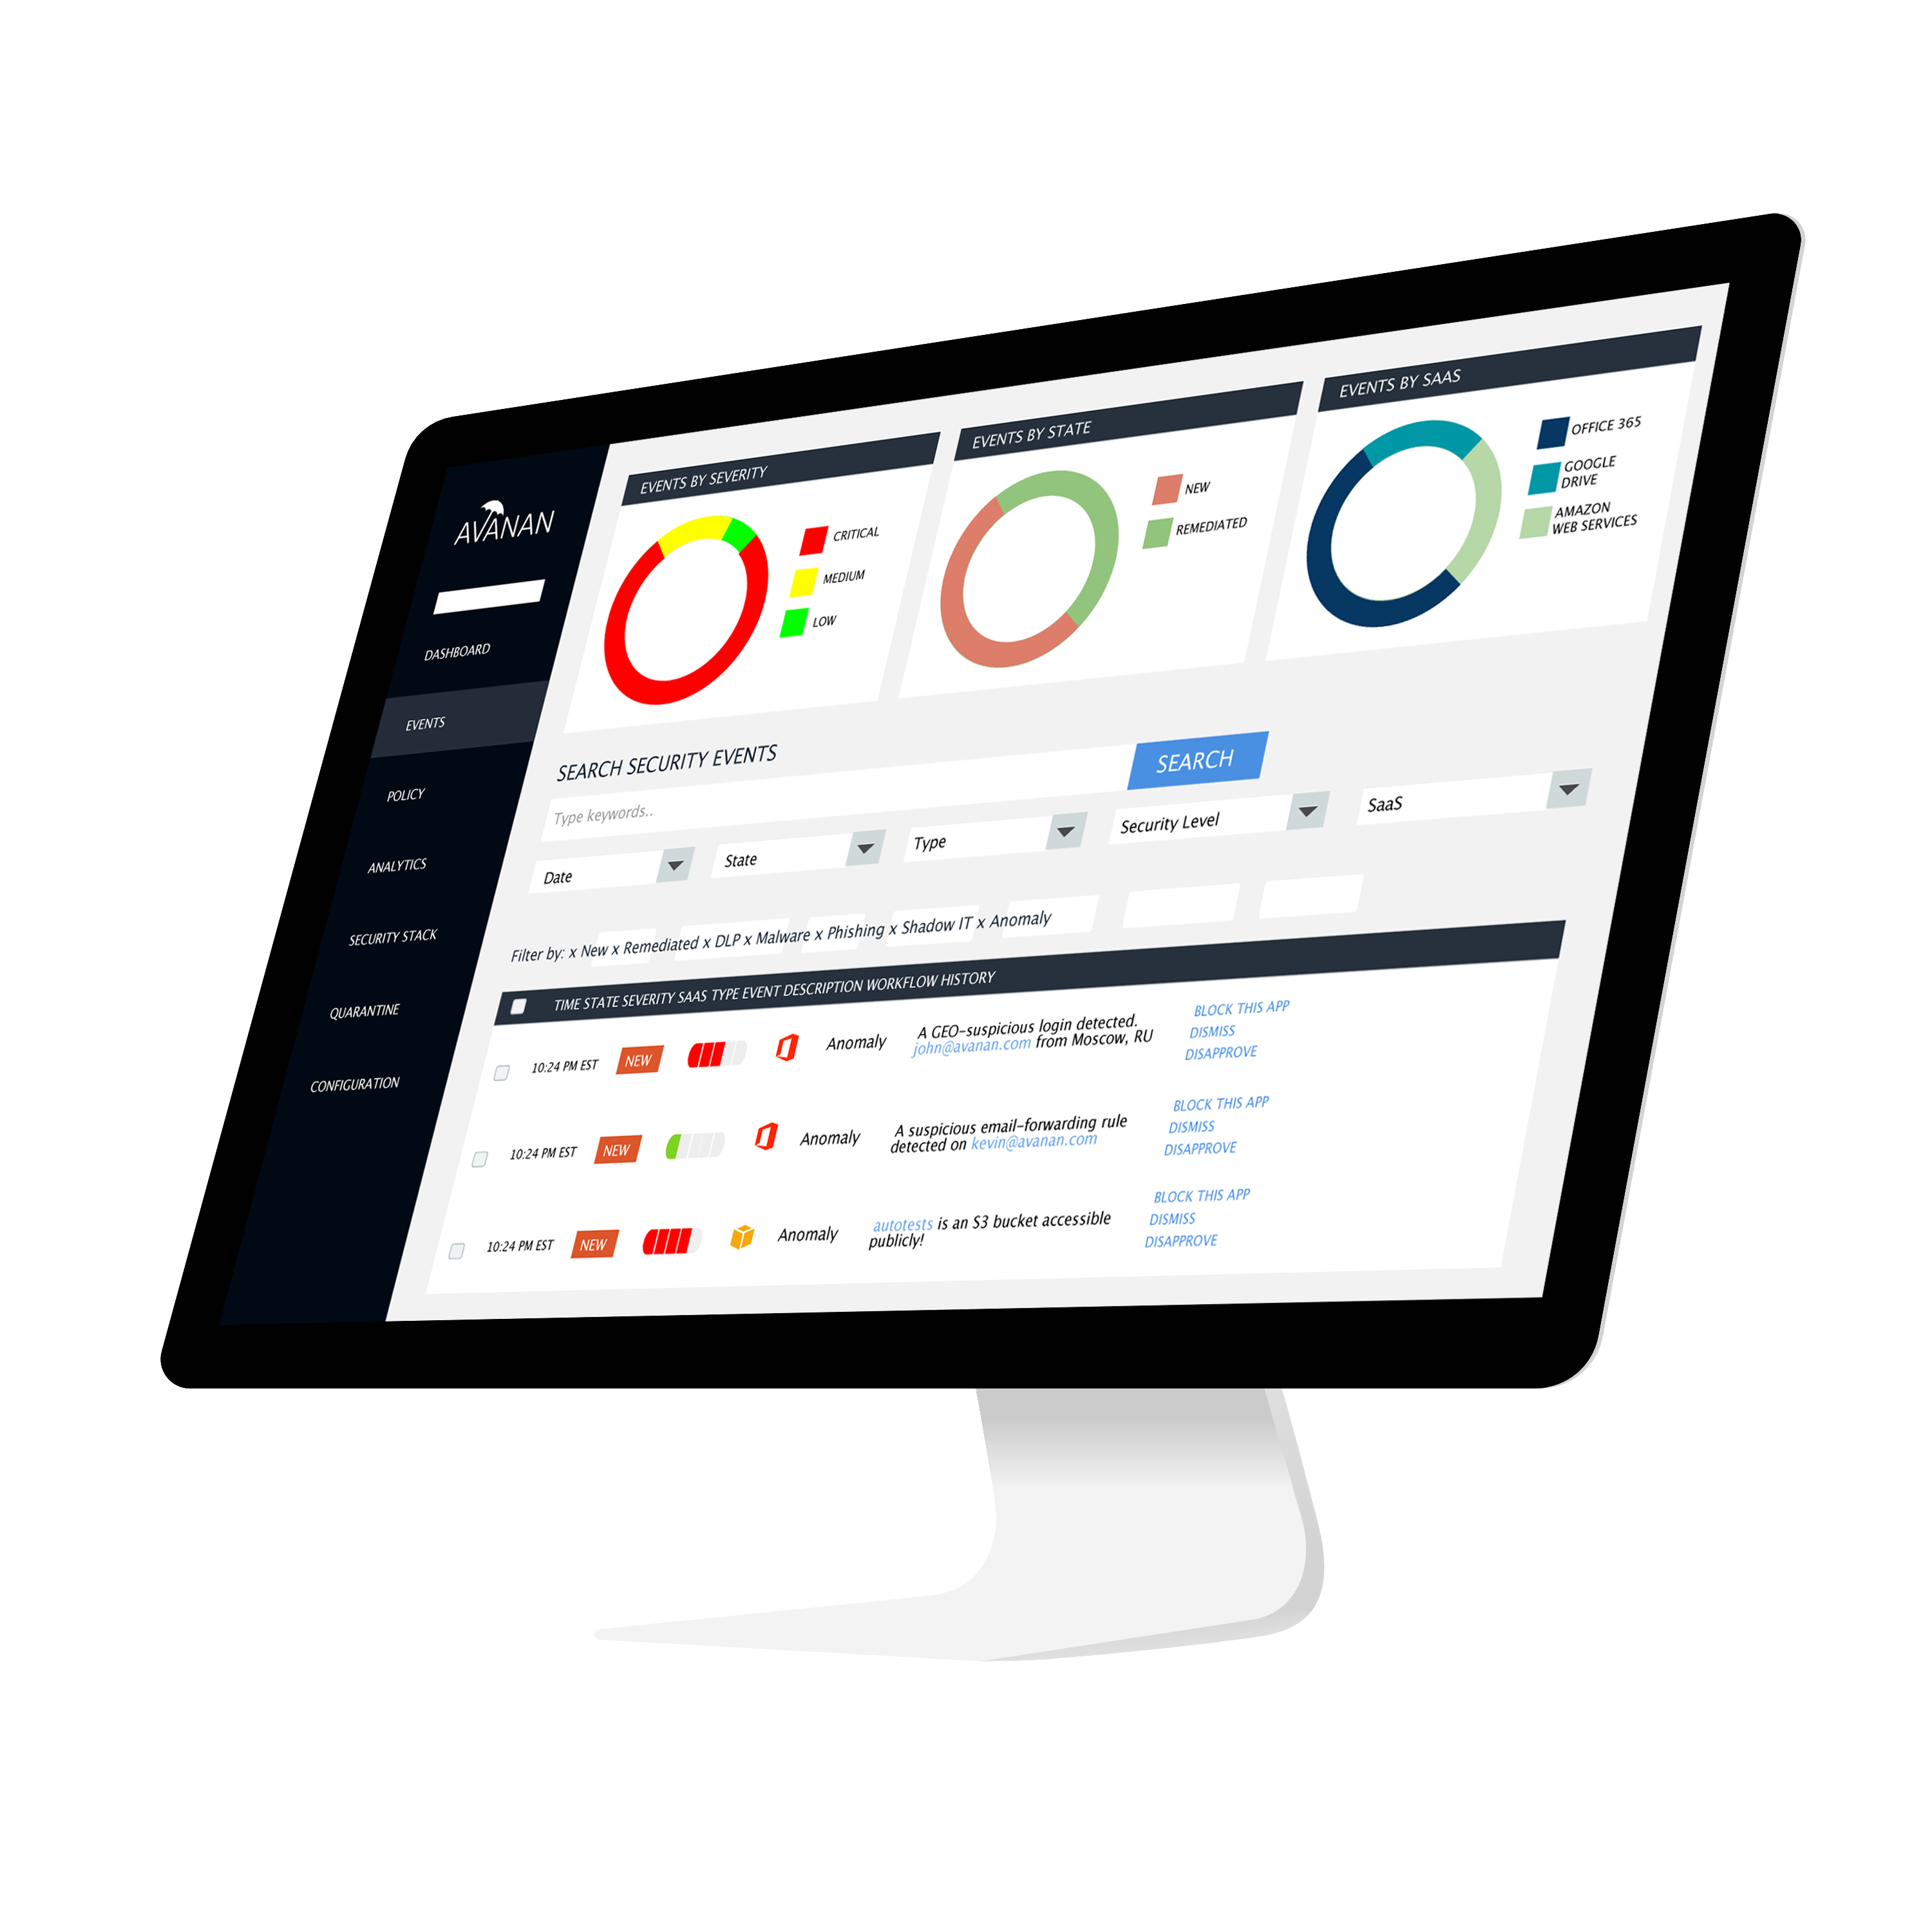 AVANAN
DASHBOARD
EVENTS
POLICY
ANALYTICS
SECURITY STACK
QUARANTINE
CONFIGURATION
EVENTS BY SEVERITY
CRITICAL
MEDIUM
LOW
EVENTS BY STATE
NEW
REMEDIATED
EVENTS BY SAAS
OFFICE 365
GOOGLE
DRIVE
AMAZON
WEB SERVICES
SEARCH SECURITY EVENTS
Type keywords..
SEARCH
Date
State
Type
Security Level
SaaS
Filter by: x New x Remediated x DLP x Malware x Phishing x Shadow IT x Anomaly
TIME STATE SEVERITY SAAS TYPE EVENT DESCRIPTION WORKFLOW HISTORY
10:24 PM EST
NEW
Anomaly
A GEO-suspicious login detected.
john@avanan.com from Moscow, RU
BLOCK THIS APP
DISMISS
DISAPPROVE
10:24 PM EST
NEW
Anomaly
A suspicious email-forwarding rule
detected on kevin@avanan.com
BLOCK THIS APP
DISMISS
DISAPPROVE
10:24 PM EST
NEW
Anomaly
autotests is an S3 bucket accessible
publicly!
BLOCK THIS APP
DISMISS
DISAPPROVE